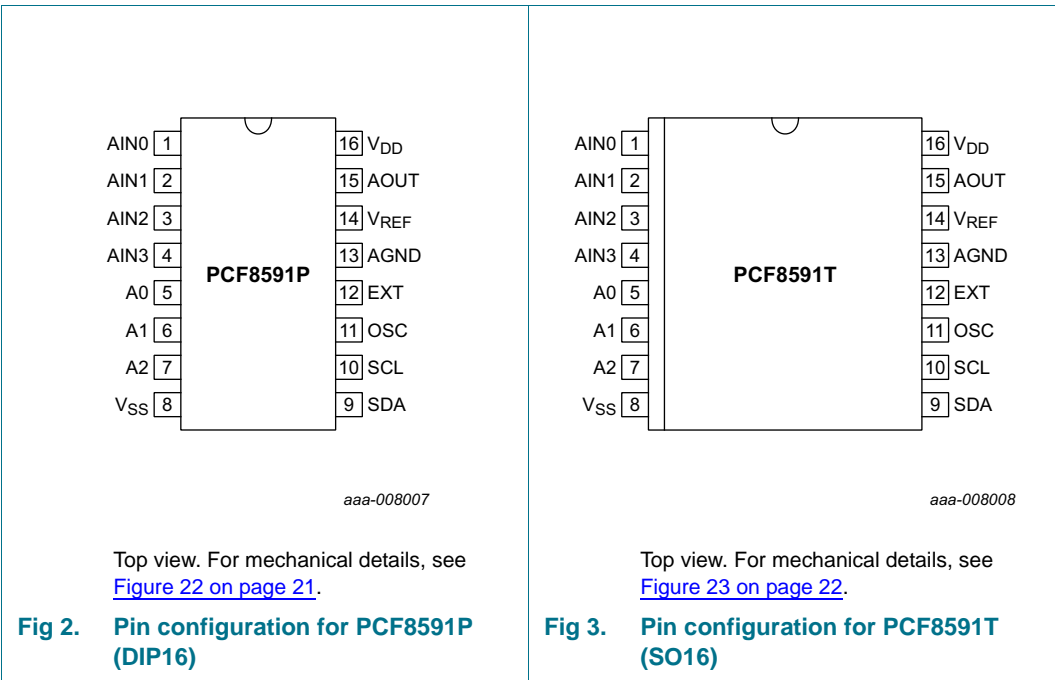 AIN0 1
AIN1 2
AIN2 3
AIN3 4
A0 5
A1 6
A2 7
VSS 8
PCF8591P
16 VDD
15 AOUT
14 VREF
13 AGND
12 EXT
11 OSC
10 SCL
9 SDA
aaa-008007
Top view. For mechanical details, see
Figure 22 on page 21.
Fig 2. Pin configuration for PCF8591P
(DIP16)
AIN0 1
AIN1 2
AIN2 3
AIN3 4
A0 5
A1 6
A2 7
VSS 8
PCF8591T
16 VDD
15 AOUT
14 VREF
13 AGND
12 EXT
11 OSC
10 SCL
9 SDA
aaa-008008
Top view. For mechanical details, see
Figure 23 on page 22.
Fig 3. Pin configuration for PCF8591T
(SO16)